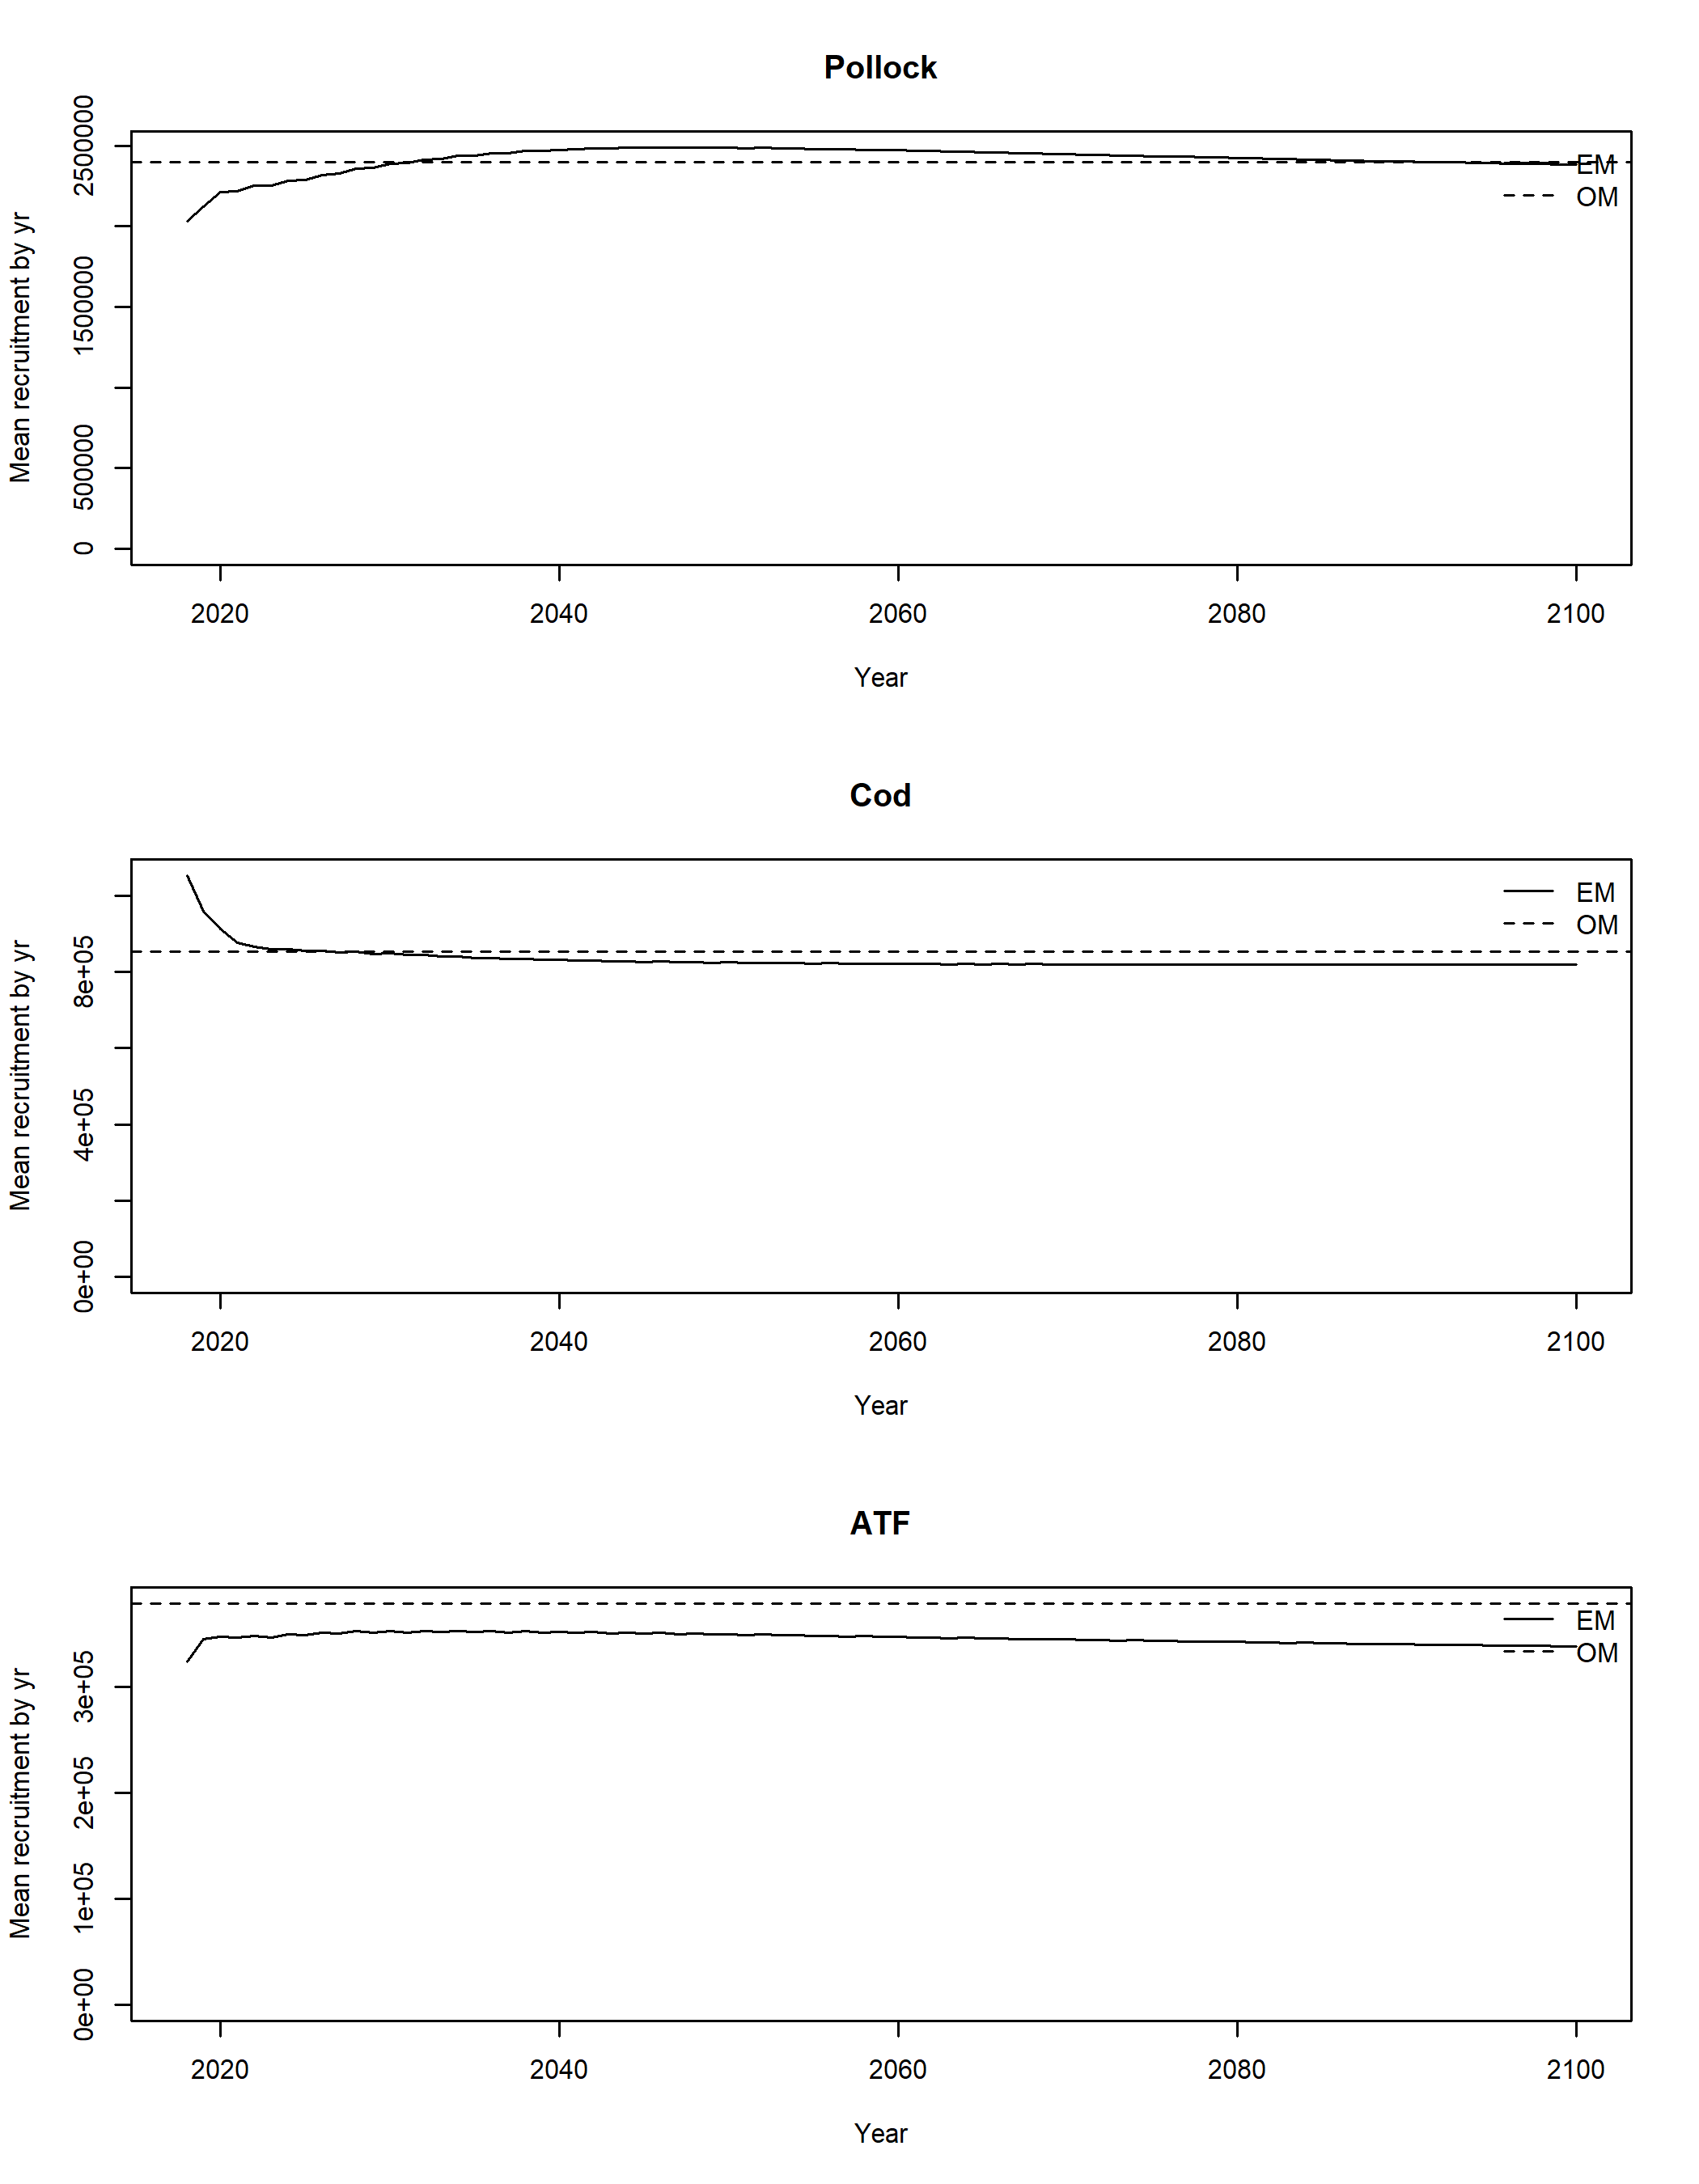 Pollock
Mean recruitment by yr
2500000
1500000
500000
0
EM
OM
2020 2040 2060 2080 2100
Year
Cod
Mean recruitment by yr
8e+05
4e+05
0e+00
EM
OM
2020 2040 2060 2080 2100
Year
ATF
Mean recruitment by yr
3e+05
2e+05
1e+05
0e+00
EM
OM
2020 2040 2060 2080 2100
Year